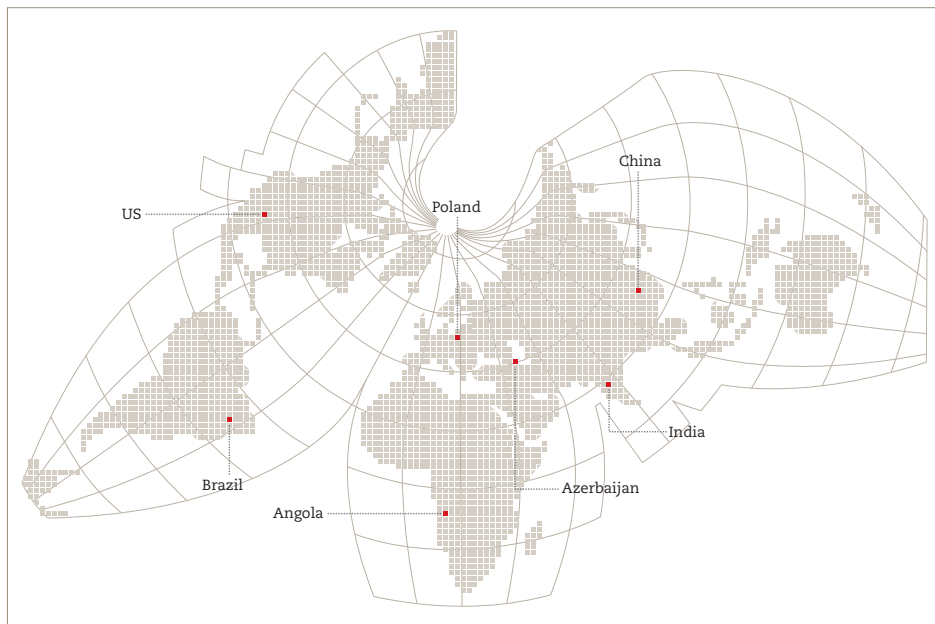 China
Poland
US
India
Brazil
Azerbaijan
Angola